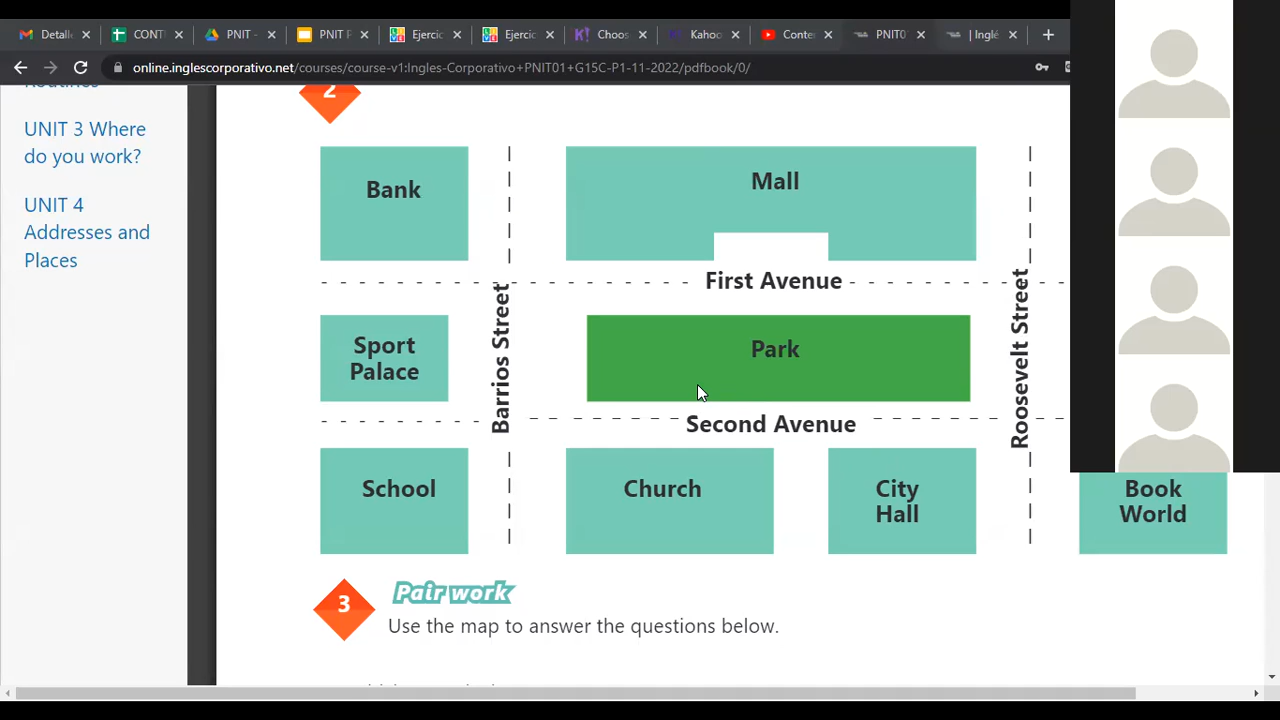 Detall
CONT
PNIT -
PNIT F
Ejercic
Ejercic
Choos
Kahoo
Conter
PNIT0
| Inglé
online.inglescorporativo.net/courses/course-v1:Ingles-Corporativo+PNIT01+G15C-P1-11-2022/pdfbook/0/
UNIT 3 Where
do you work?
UNIT 4
Addresses and
Places
2
Bank
Mall
First Avenue
Sport
Palace
Barrios Street
Park
Roosevelt Street
Second Avenue
School
Church
City
Hall
Book
World
3
Pair work
Use the map to answer the questions below.